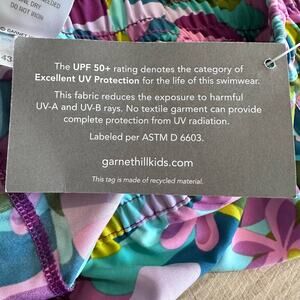 DO NOT IRON
The UPF 50+ rating denotes the category of
Excellent UV Protection for the life of this swimwear.
This fabric reduces the exposure to harmful
UV-A and UV-B rays. No textile garment can provide
complete protection from UV radiation.
Labeled per ASTM D 6603.
garnethillkids.com
This tag is made of recycled material.